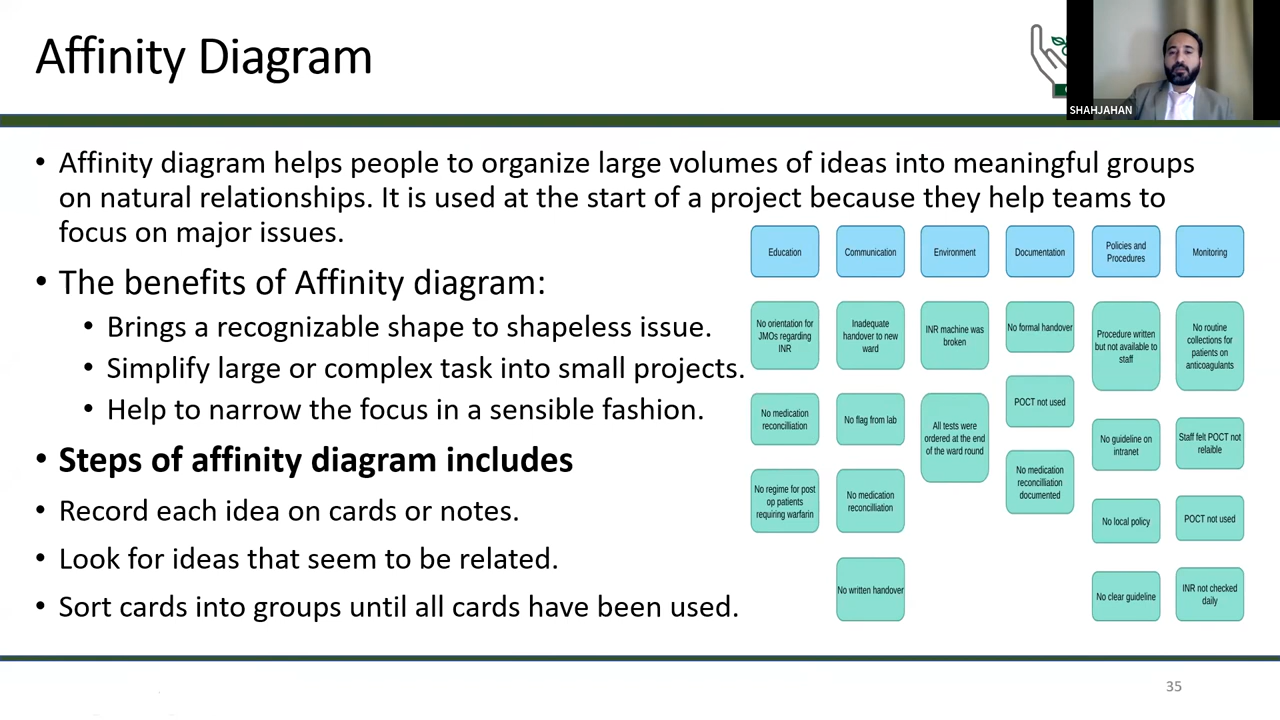 Affinity Diagram
SHAHJAHAN
• Affinity diagram helps people to organize large volumes of ideas into meaningful groups
on natural relationships. It is used at the start of a project because they help teams to
focus on major issues.
• The benefits of Affinity diagram:
• Brings a recognizable shape to shapeless issue.
• Simplify large or complex task into small projects.
• Help to narrow the focus in a sensible fashion.
• Steps of affinity diagram includes
• Record each idea on cards or notes.
• Look for ideas that seem to be related.
• Sort cards into groups until all cards have been used.
Education
No orientation for
JMOs regarding
INR
No medication
reconcilliation
No regime for post
op patients
requiring warfarin
Communication
Inadequate
handover to new
ward
No flag from lab
No medication
reconcilliation
No written handover
Environment
INR machine was
broken
All tests were
ordered at the end
of the ward round
Documentation
No formal handover
POCT not used
No medication
reconcilliation
documented
Policies and
Procedures
Procedure written
but not available to
staff
No guideline on
intranet
No local policy
No clear guideline
Monitoring
No routine
collections for
patients on
anticoagulants
Staff felt POCT not
relaible
POCT not used
INR not checked
daily
35